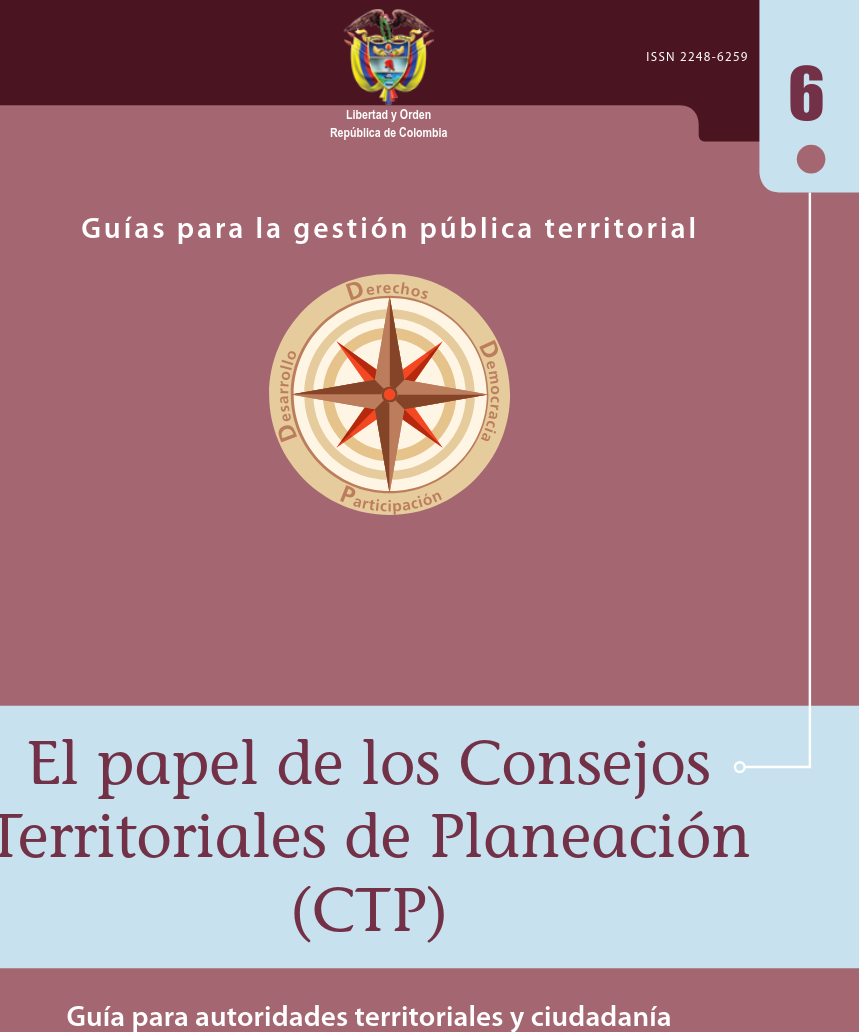 ISSN 2248-6259
6
Libertad y Orden
República de Colombia
Guías para la gestión pública territorial
Derechos
Democracia
Participación
Desarrollo
El papel de los Consejos
Territoriales de Planeación
(CTP)
Guía para autoridades territoriales y ciudadanía